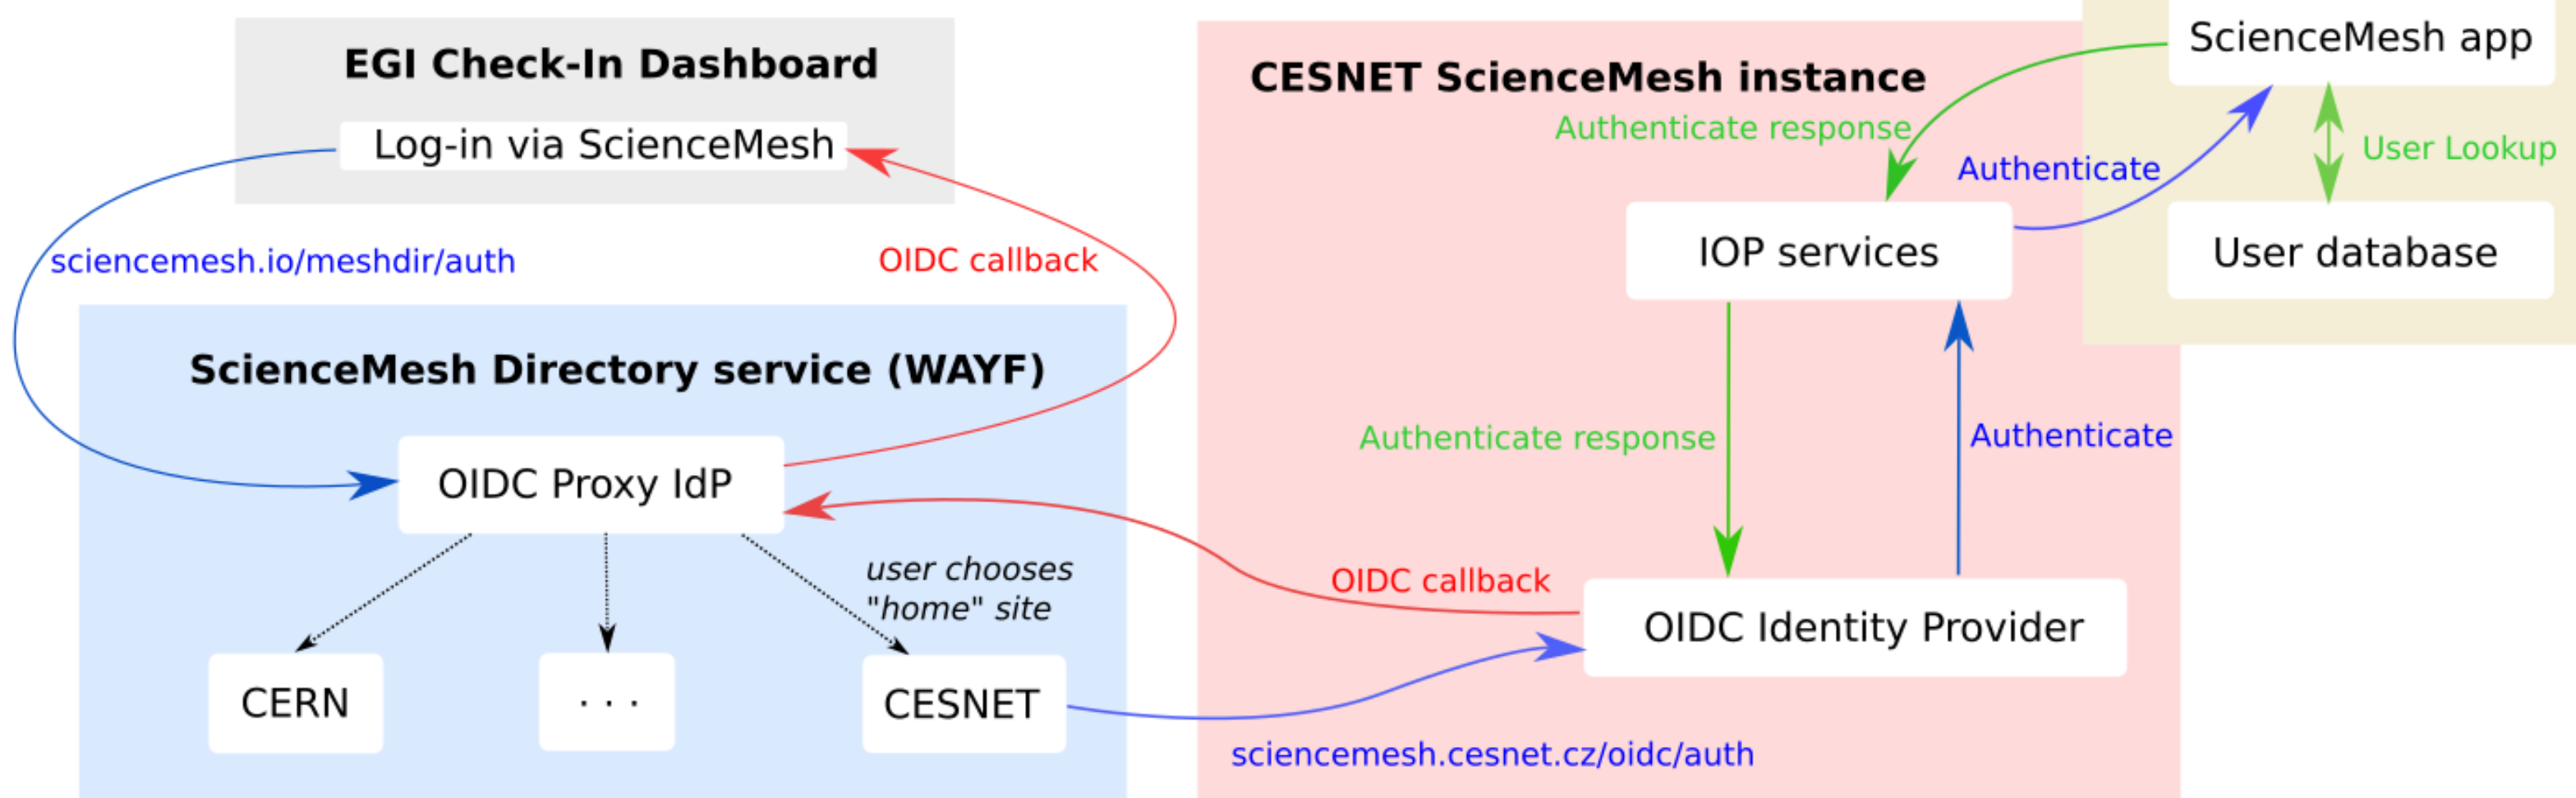 EGI Check-In Dashboard
Log-in via ScienceMesh
sciencemesh.io/meshdir/auth
OIDC callback
ScienceMesh Directory service (WAYF)
OIDC Proxy IdP
user chooses
"home" site
CERN
. . .
CESNET
CESNET ScienceMesh instance
Authenticate response
Authenticate
IOP services
Authenticate response
Authenticate
OIDC callback
OIDC Identity Provider
sciencemesh.cesnet.cz/oidc/auth
ScienceMesh app
User Lookup
User database